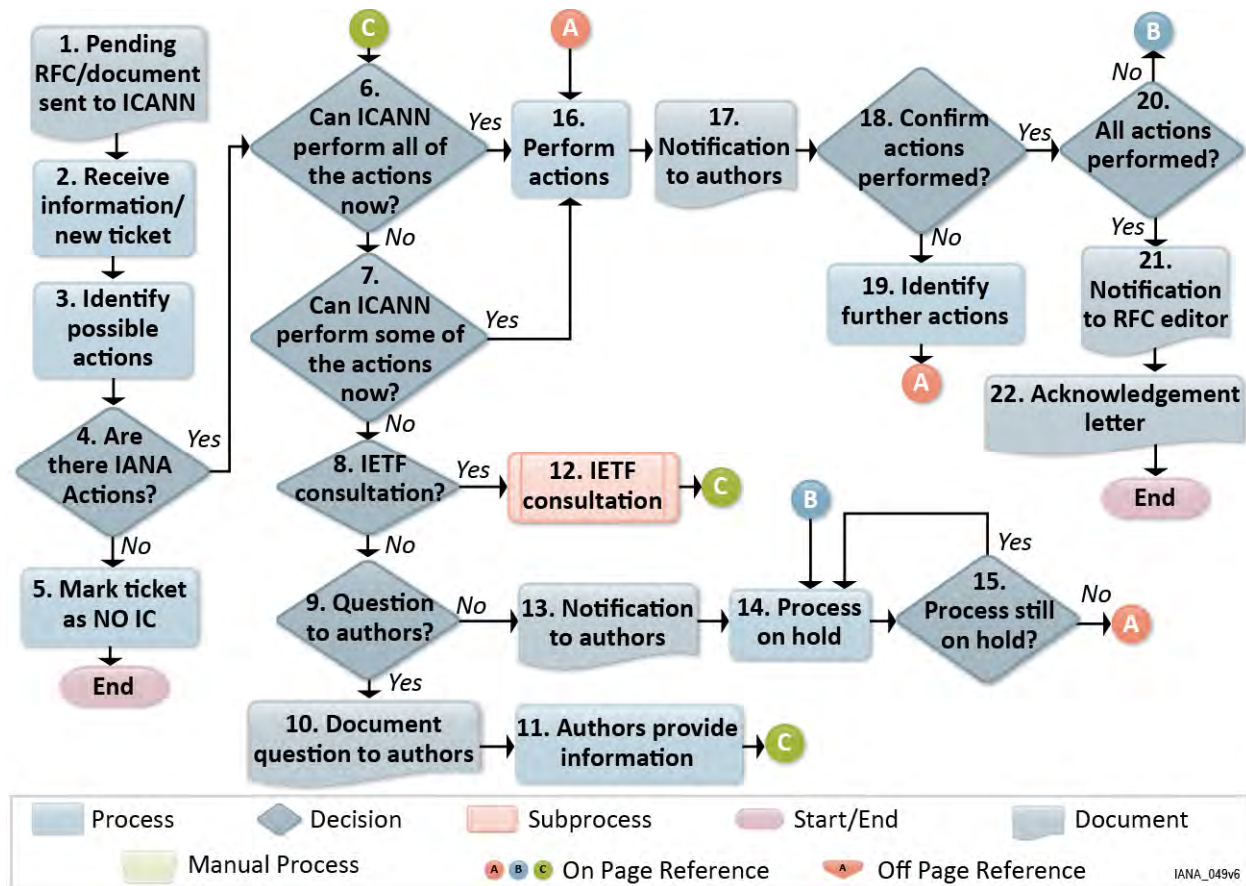 1. Pending
RFC/document
sent to ICANN
2. Receive
information/
new ticket
3. Identify
possible
actions
4. Are
there IANA
Actions?
Yes
No
5. Mark ticket
as NO IC
End
C
6.
Can ICANN
perform all of
the actions
now?
Yes
No
7.
Can ICANN
perform some of
the actions
now?
Yes
No
8. IETF
consultation?
Yes
12. IETF
consultation
C
No
9. Question
to authors?
No
13. Notification
to authors
B
14. Process
on hold
15.
Process still
on hold?
Yes
No
A
Yes
10. Document
question to authors
11. Authors provide
information
C
A
16.
Perform
actions
17.
Notification
to authors
18. Confirm
actions
performed?
Yes
No
19. Identify
further actions
A
B
No
20.
All actions
performed?
Yes
21.
Notification
to RFC editor
22. Acknowledgement
letter
End
Process
Decision
Subprocess
Start/End
Document
Manual Process
A B C On Page Reference
A Off Page Reference
IANA_049v6